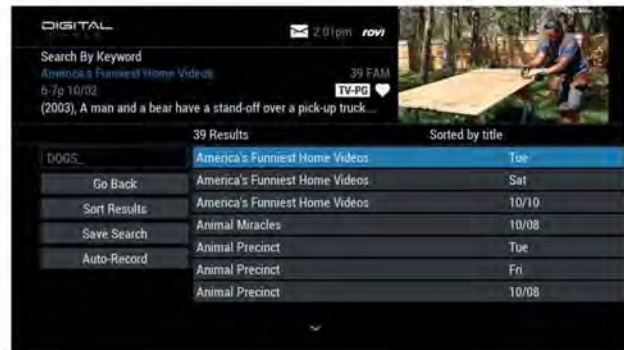 DIGITAL
2:01pm rovi
Search By Keyword
America's Funniest Home Videos 39 FAM
6-7p 10/02 TV-PG
(2003), A man and a bear have a stand-off over a pick-up truck...
39 Results Sorted by title
DOGS_
America's Funniest Home Videos Tue
Go Back
America's Funniest Home Videos Sat
Sort Results
America's Funniest Home Videos 10/10
Save Search
Animal Miracles 10/08
Auto-Record
Animal Precinct Tue
Animal Precinct Fri
Animal Precinct 10/08